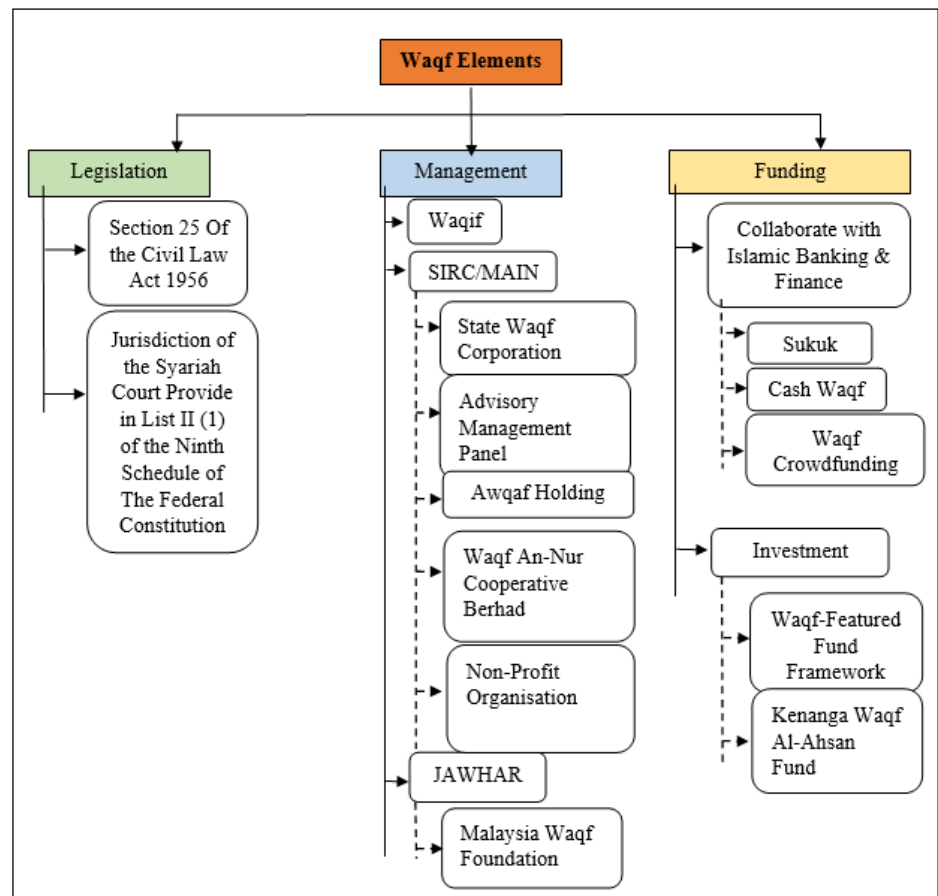 Waqf Elements
Legislation
Section 25 Of
the Civil Law
Act 1956
Jurisdiction of
the Syariah
Court Provide
in List II (1)
of the Ninth
Schedule of
The Federal
Constitution
Management
Waqif
SIRC/MAIN
State Waqf
Corporation
Advisory
Management
Panel
Awqaf Holding
Waqf An-Nur
Cooperative
Berhad
Non-Profit
Organisation
JAWHAR
Malaysia Waqf
Foundation
Funding
Collaborate with
Islamic Banking &
Finance
Sukuk
Cash Waqf
Waqf
Crowdfunding
Investment
Waqf-Featured
Fund
Framework
Kenanga Waqf
Al-Ahsan
Fund